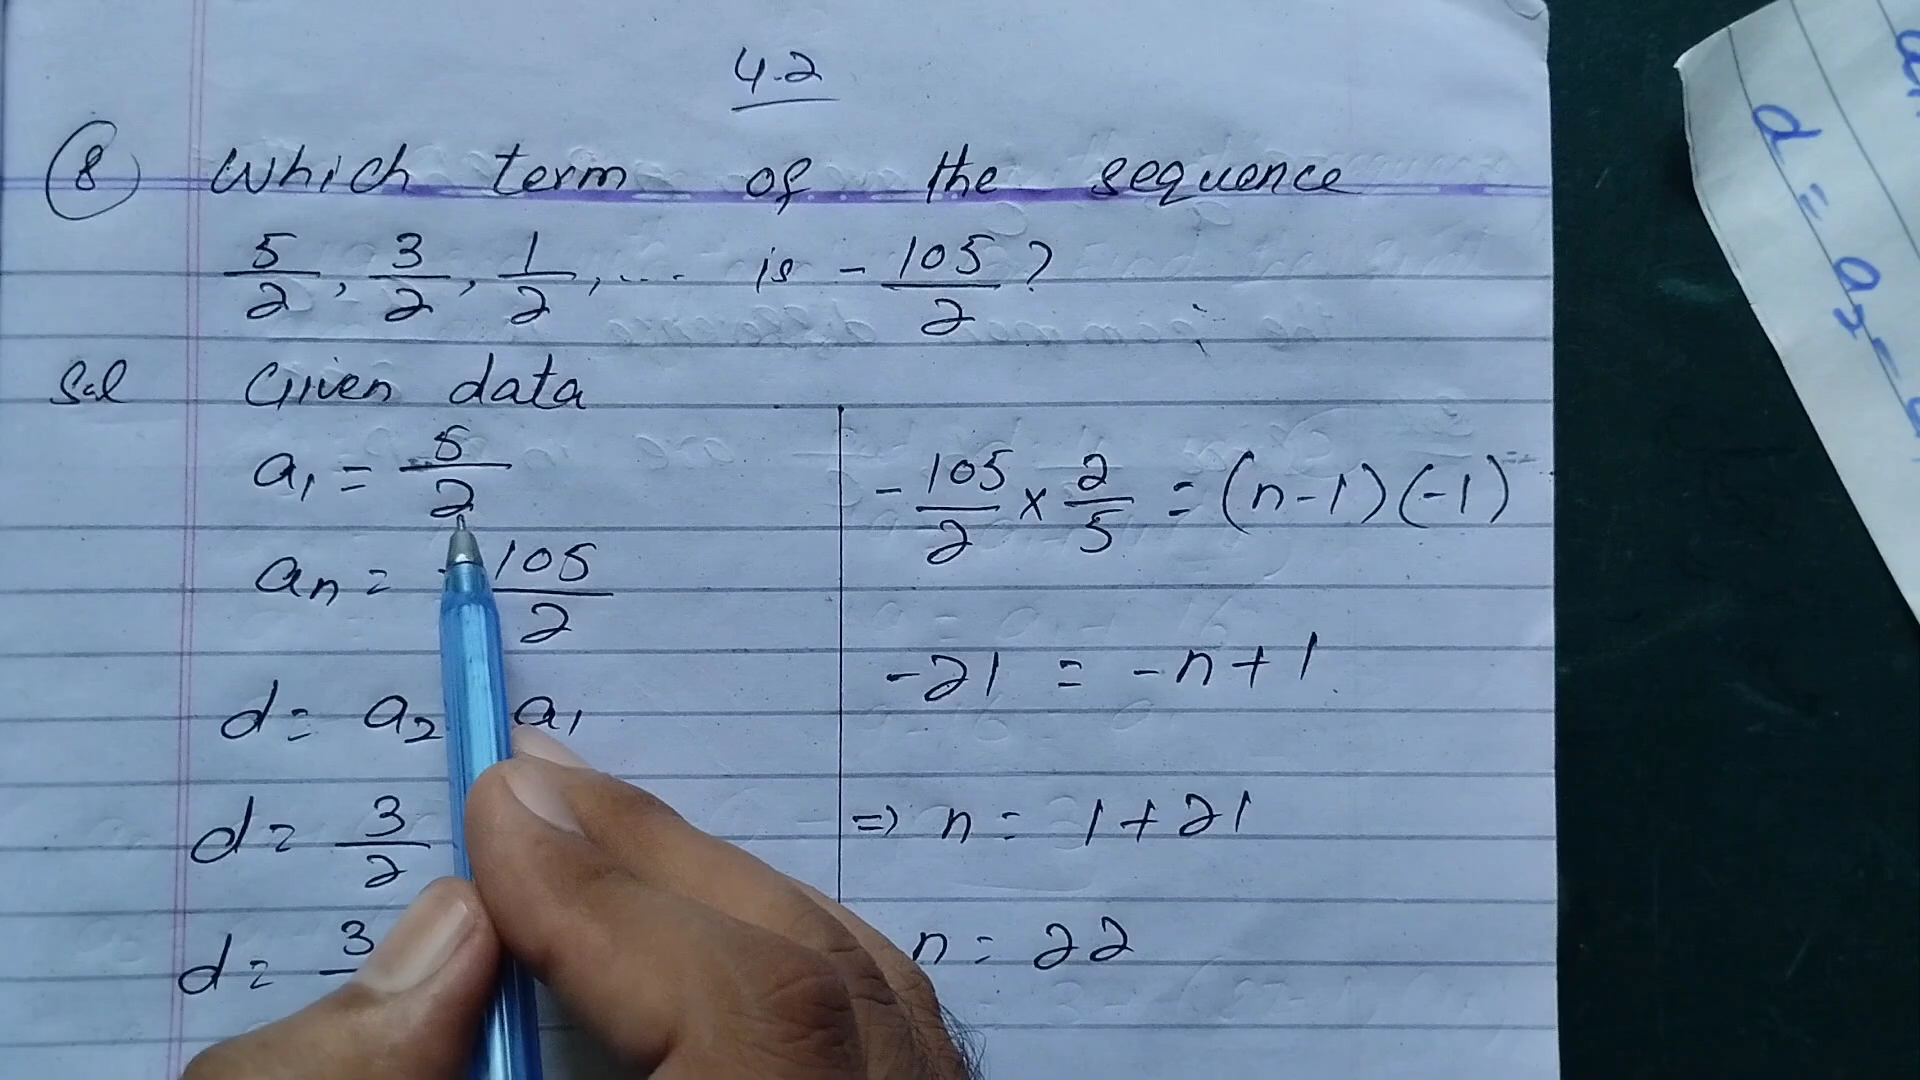 4.2
(8) Which term of the sequence
5/2, 3/2, 1/2, .... is - 105/2?
Sol Given data
a₁ = 5/2
aₙ = - 105/2
d = a₂ a₁
d = 3/2
d = 3
- 105/2 × 2/5 = (n-1)(-1)
-21 = -n+1
=> n = 1+21
n = 22
d = a₂ -